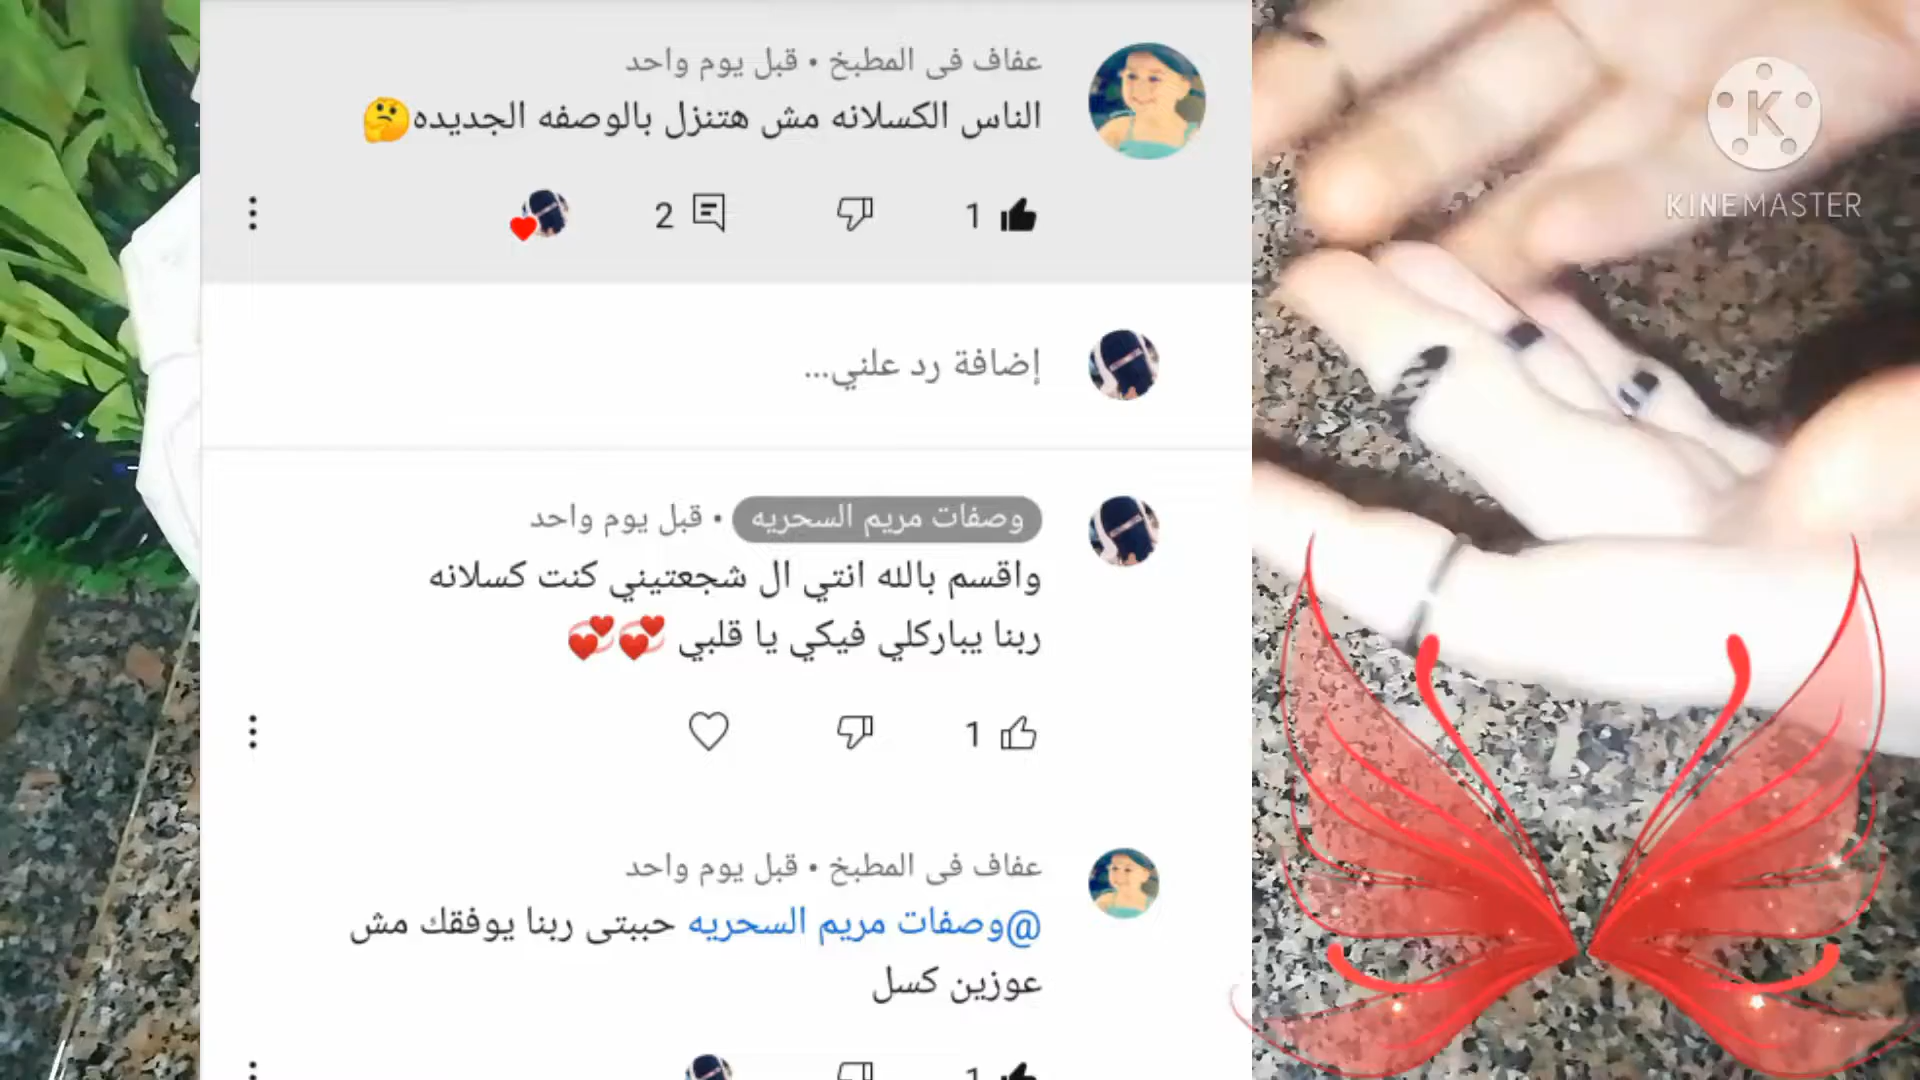 عفاف فى المطبخ • قبل يوم واحد
الناس الكسلانه مش هتنزل بالوصفه الجديده🤔
1
2
إضافة رد علني...
وصفات مريم السحريه • قبل يوم واحد
واقسم بالله انتي ال شجعتيني كنت كسلانه
ربنا يباركلي فيكي يا قلبي 💞💞
1
عفاف فى المطبخ • قبل يوم واحد
@وصفات مريم السحريه حببتى ربنا يوفقك مش
عوزين كسل
1
K
KINEMASTER